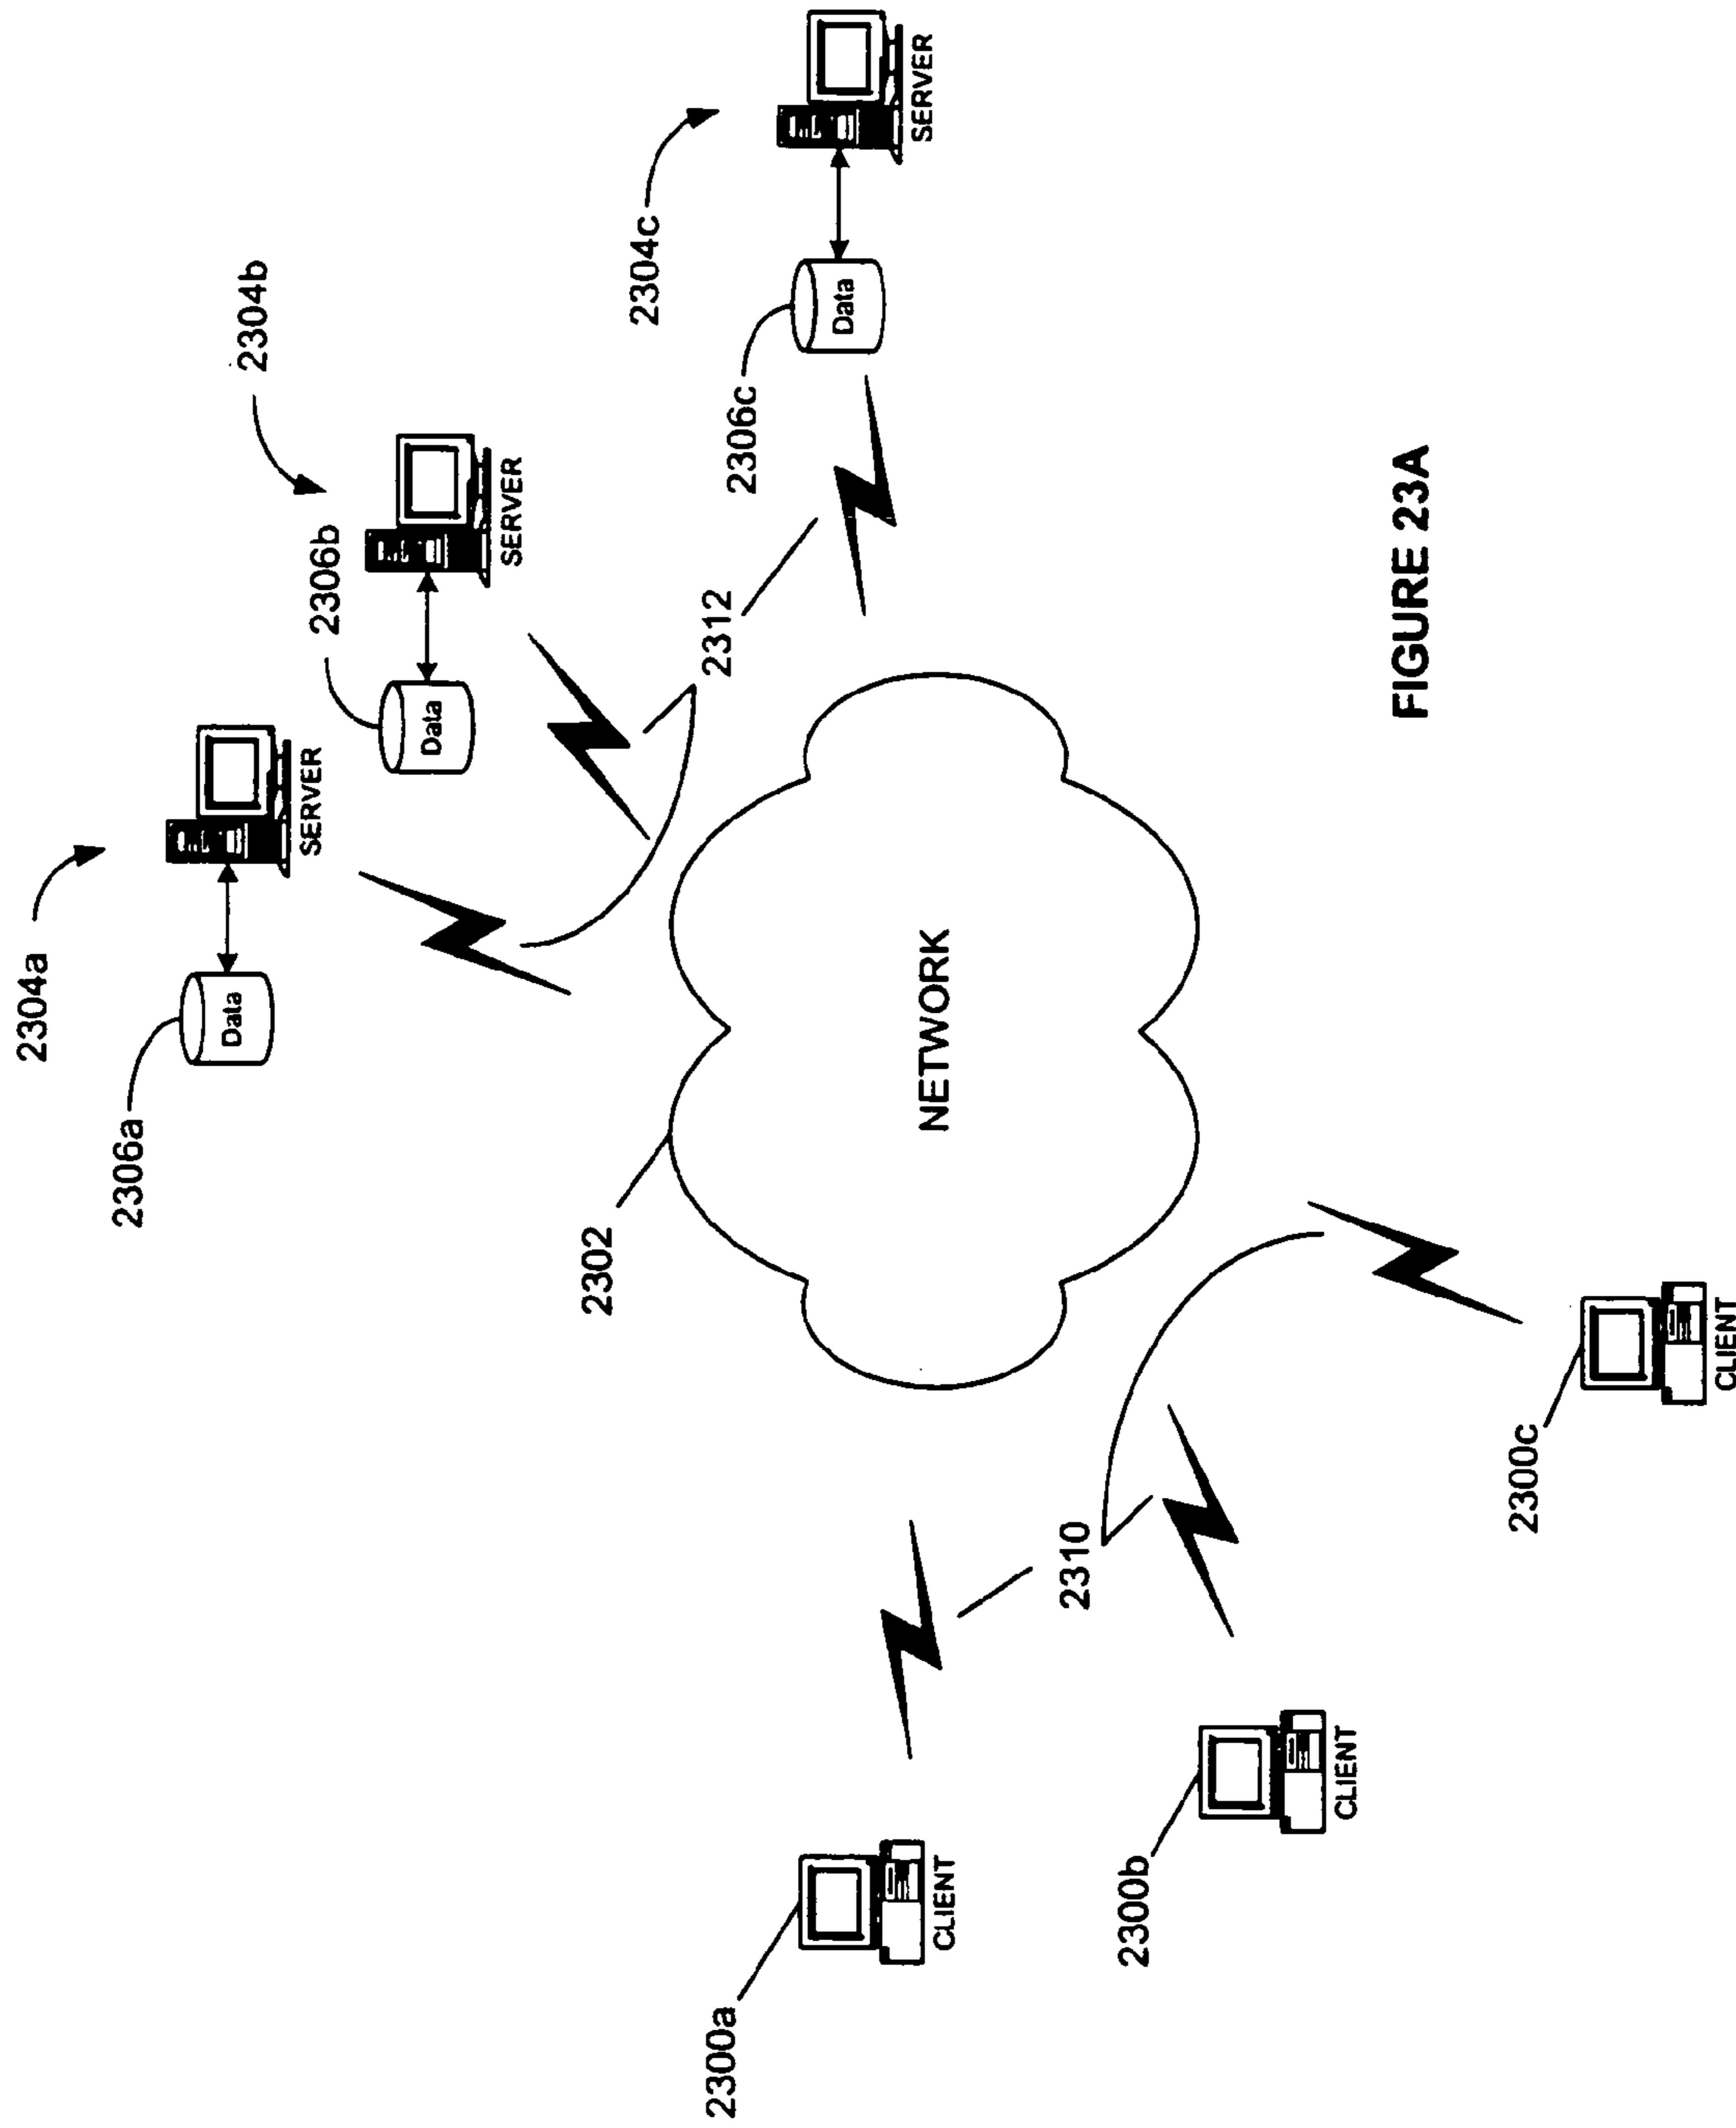 2304a
2304b
2306a
Data
SERVER
2306b
Data
SERVER
2304c
2302
2312
2306c
Data
SERVER
NETWORK
2300a
CLIENT
2310
2300b
CLIENT
2300c
CLIENT
FIGURE 23A